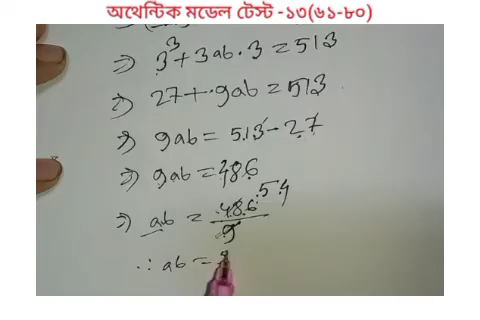 অথেন্টিক মডেল টেস্ট -১৩(৬১-৮০)
⇒ 3³ + 3ab · 3 = 513
⇒ 27 + 9ab = 513
⇒ 9ab = 513 - 27
⇒ 9ab = 486
⇒ ab = 486/9 54
∴ ab =